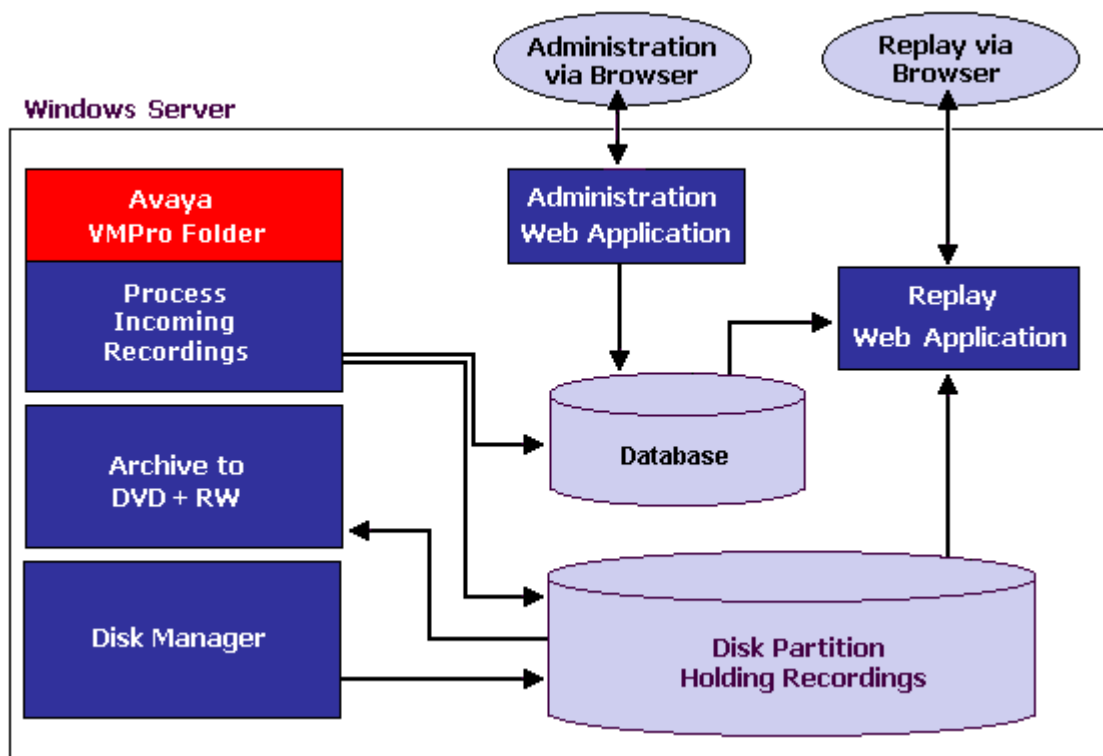 Administration
via Browser
Replay via
Browser
Windows Server
Avaya
VMPro Folder
Process
Incoming
Recordings
Administration
Web Application
Replay
Web Application
Database
Archive to
DVD + RW
Disk Manager
Disk Partition
Holding Recordings